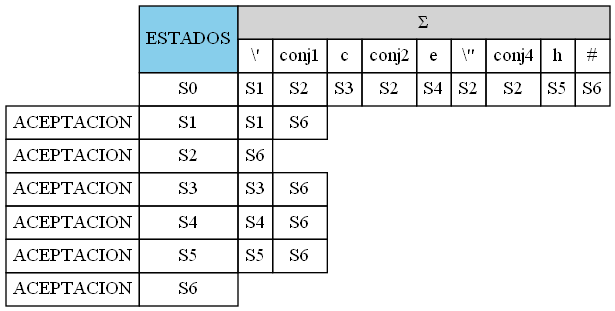 ESTADOS Σ
\' conj1 c conj2 e \" conj4 h #
S0 S1 S2 S3 S2 S4 S2 S2 S5 S6
ACEPTACION S1 S1 S6
ACEPTACION S2 S6
ACEPTACION S3 S3 S6
ACEPTACION S4 S4 S6
ACEPTACION S5 S5 S6
ACEPTACION S6